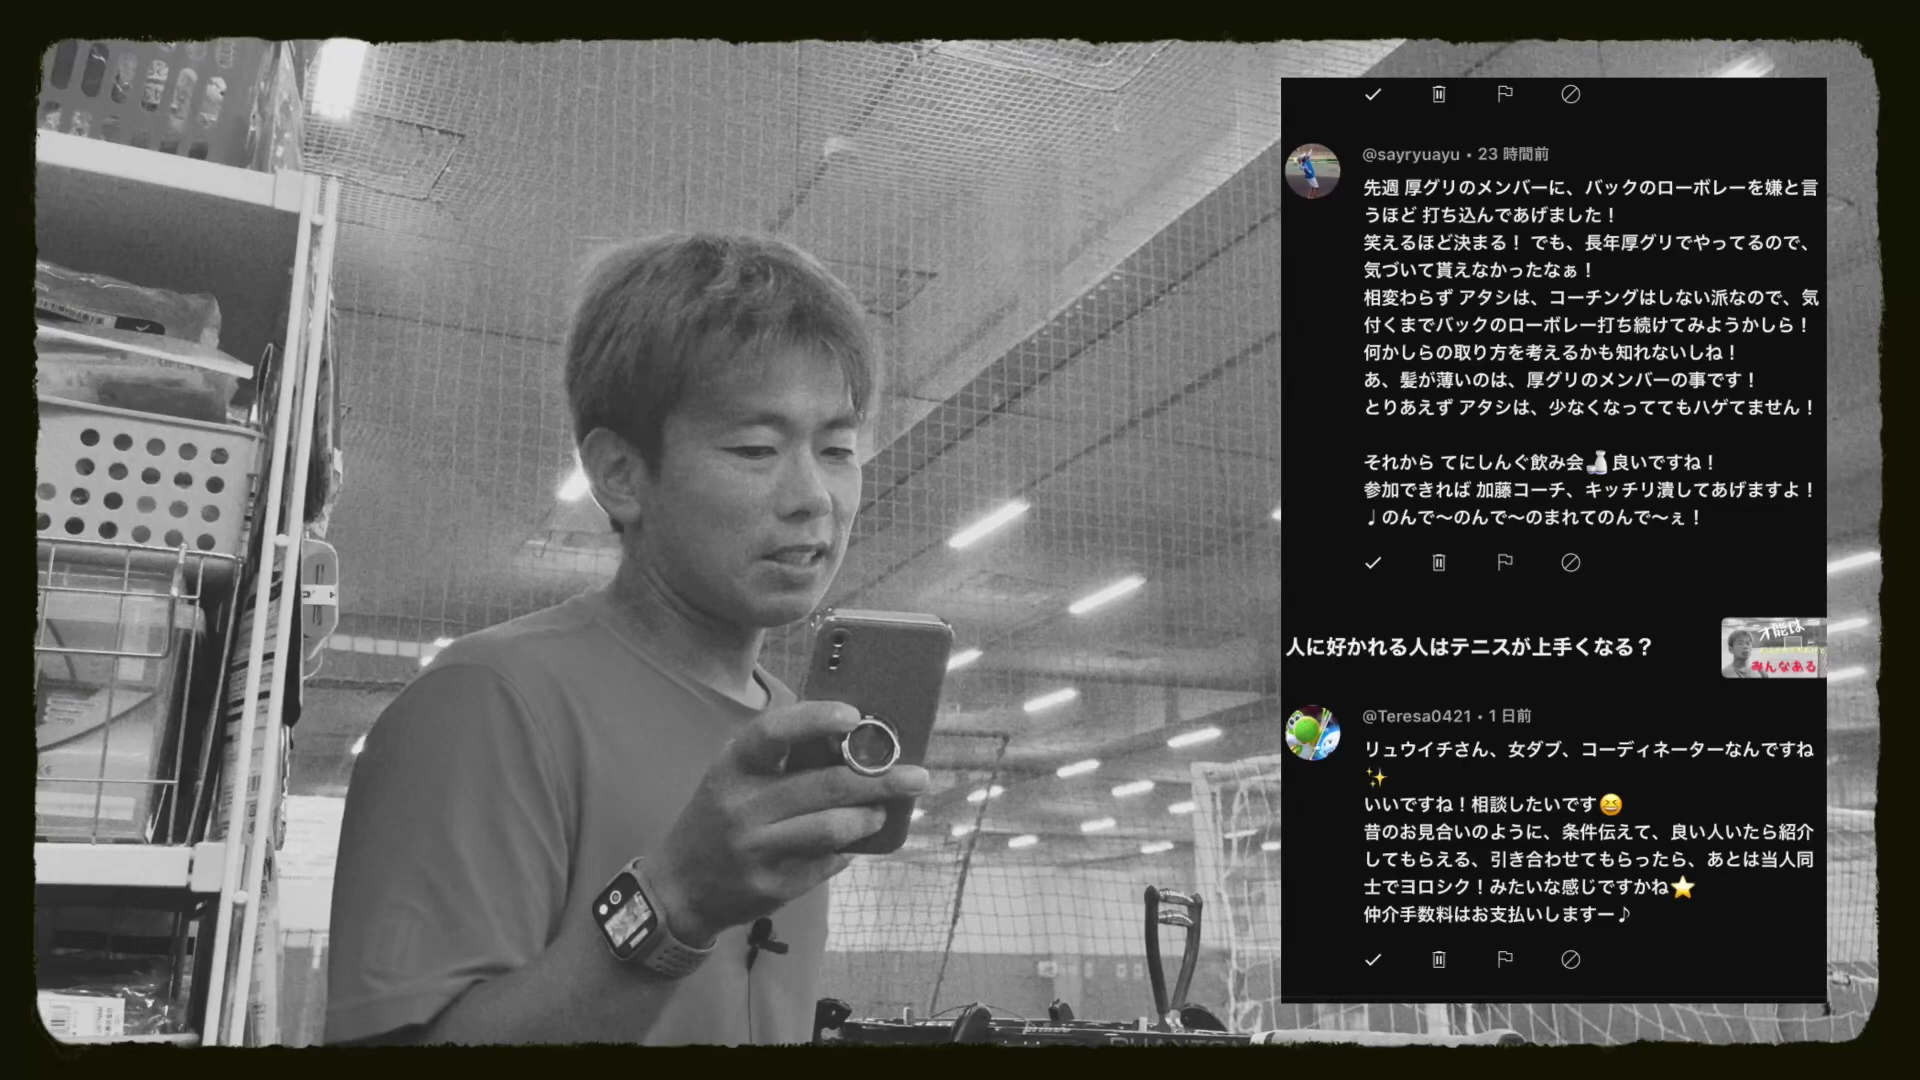 @sayryuayu • 23 時間前
先週 厚グリのメンバーに、バックのローボレーを嫌と言
うほど 打ち込んであげました！
笑えるほど決まる！ でも、長年厚グリでやってるので、
気づいて貰えなかったなぁ！
相変わらず アタシは、コーチングはしない派なので、気
付くまでバックのローボレー打ち続けてみようかしら！
何かしらの取り方を考えるかも知れないしね！
あ、髪が薄いのは、厚グリのメンバーの事です！
とりあえず アタシは、少なくなっててもハゲてません！
それから てにしんぐ飲み会🍶良いですね！
参加できれば 加藤コーチ、キッチリ潰してあげますよ！
♩のんで〜のんで〜のまれてのんで〜ぇ！
人に好かれる人はテニスが上手くなる？
才能は
みんなある
@Teresa0421 • 1 日前
リュウイチさん、女ダブ、コーディネーターなんですね
✨
いいですね！相談したいです😆
昔のお見合いのように、条件伝えて、良い人いたら紹介
してもらえる、引き合わせてもらったら、あとは当人同
士でヨロシク！みたいな感じですかね⭐
仲介手数料はお支払いしますー♪